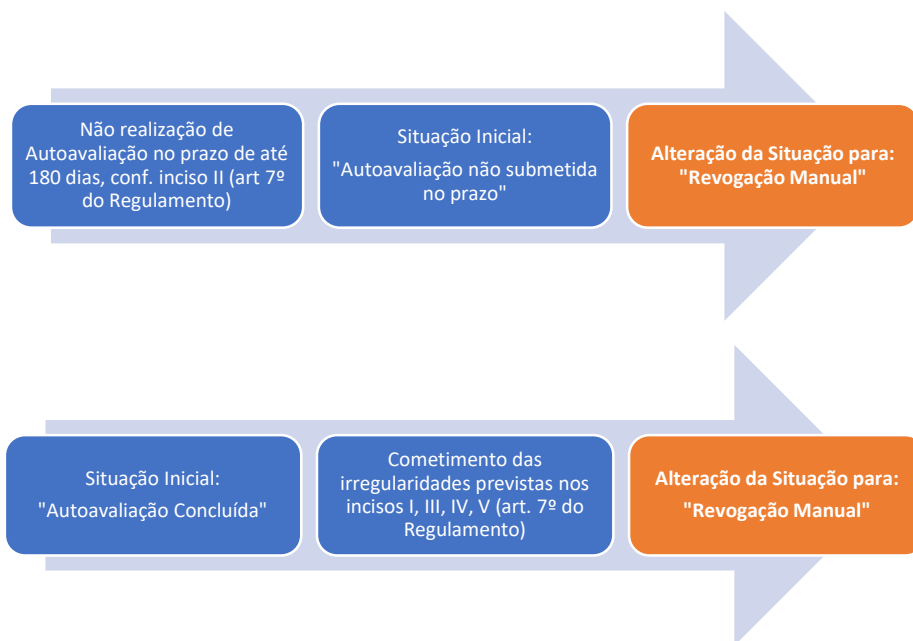 Não realização de
Autoavaliação no prazo de até
180 dias, conf. inciso II (art 7º
do Regulamento)
Situação Inicial:
"Autoavaliação não submetida
no prazo"
Alteração da Situação para:
"Revogação Manual"
Situação Inicial:
"Autoavaliação Concluída"
Cometimento das
irregularidades previstas nos
incisos I, III, IV, V (art. 7º do
Regulamento)
Alteração da Situação para:
"Revogação Manual"